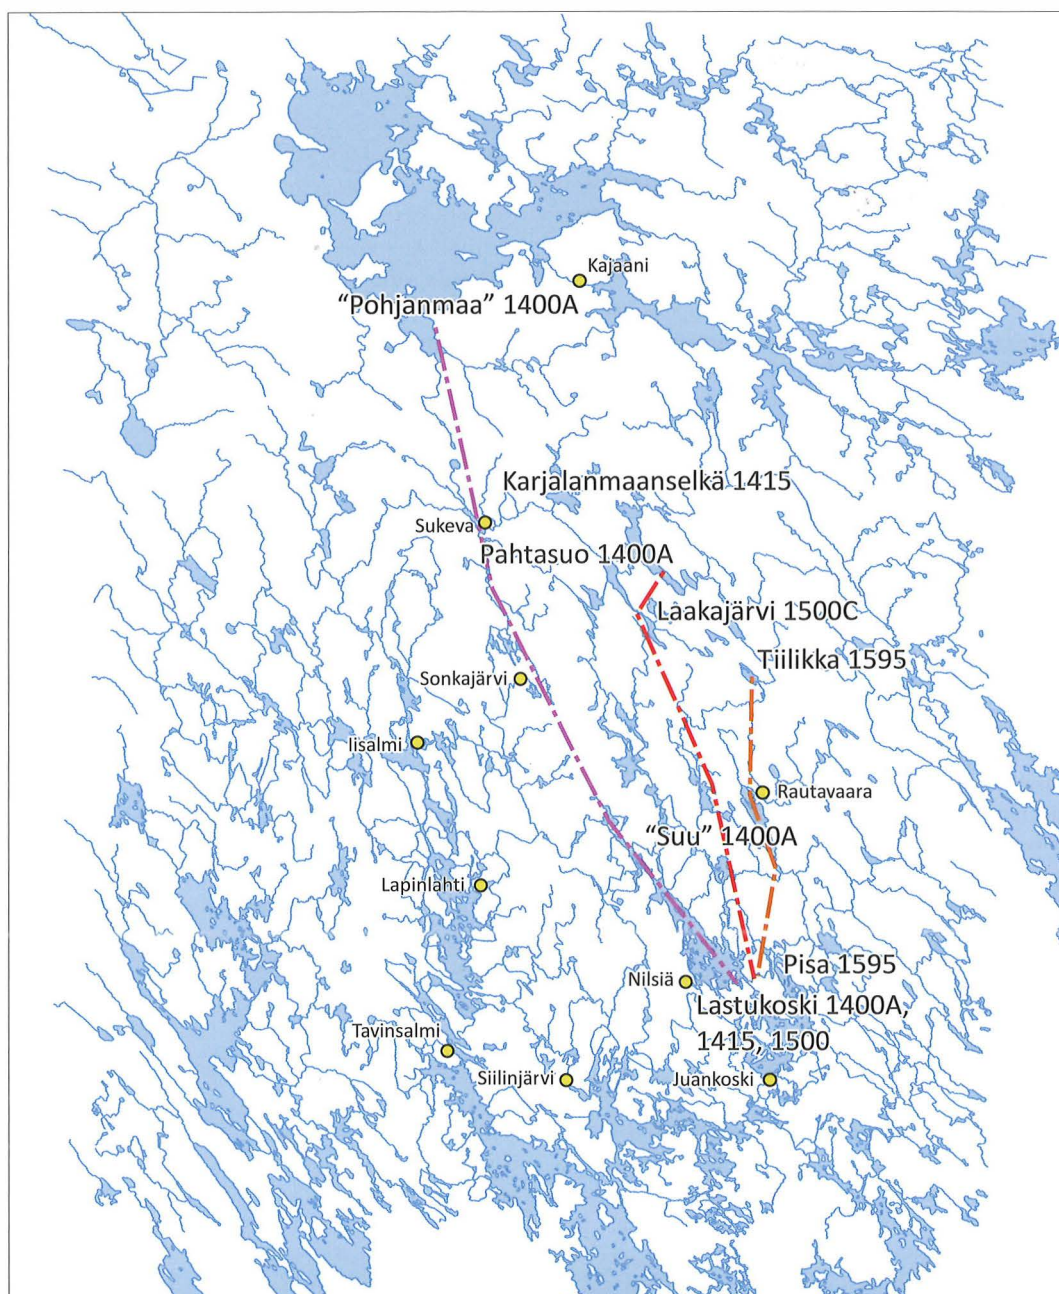 Kajaani
“Pohjanmaa” 1400A
Karjalanmaanselkä 1415
Sukeva
Pahtasuo 1400A
Laakajärvi 1500C
Tiilikka 1595
Sonkajärvi
Iisalmi
Rautavaara
“Suu” 1400A
Lapinlahti
Pisa 1595
Nilsiä
Lastukoski 1400A,
1415, 1500
Tavinsalmi
Siilinjärvi
Juankoski